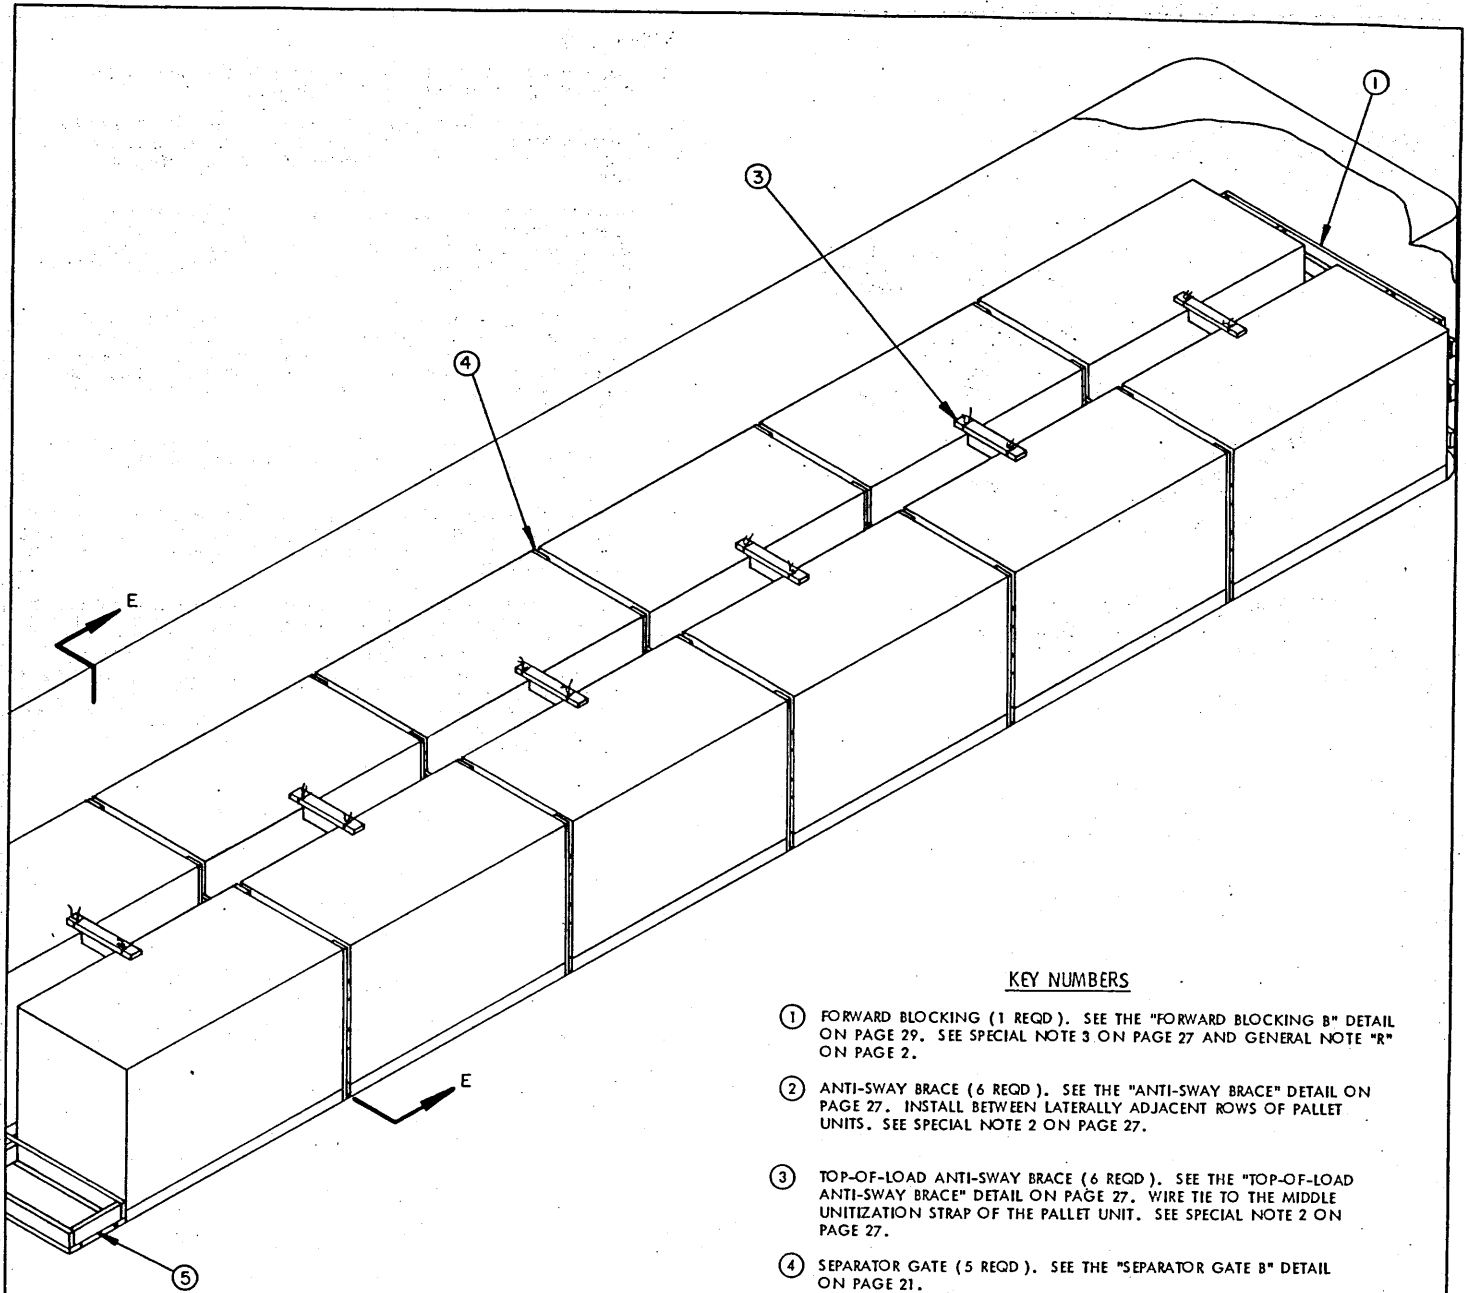 1
3
4
E
E
5
KEY NUMBERS
1 FORWARD BLOCKING (1 REQD). SEE THE "FORWARD BLOCKING B" DETAIL
ON PAGE 29. SEE SPECIAL NOTE 3 ON PAGE 27 AND GENERAL NOTE "R"
ON PAGE 2.
2 ANTI-SWAY BRACE (6 REQD). SEE THE "ANTI-SWAY BRACE" DETAIL ON
PAGE 27. INSTALL BETWEEN LATERALLY ADJACENT ROWS OF PALLET
UNITS. SEE SPECIAL NOTE 2 ON PAGE 27.
3 TOP-OF-LOAD ANTI-SWAY BRACE (6 REQD). SEE THE "TOP-OF-LOAD
ANTI-SWAY BRACE" DETAIL ON PAGE 27. WIRE TIE TO THE MIDDLE
UNITIZATION STRAP OF THE PALLET UNIT. SEE SPECIAL NOTE 2 ON
PAGE 27.
4 SEPARATOR GATE (5 REQD). SEE THE "SEPARATOR GATE B" DETAIL
ON PAGE 21.